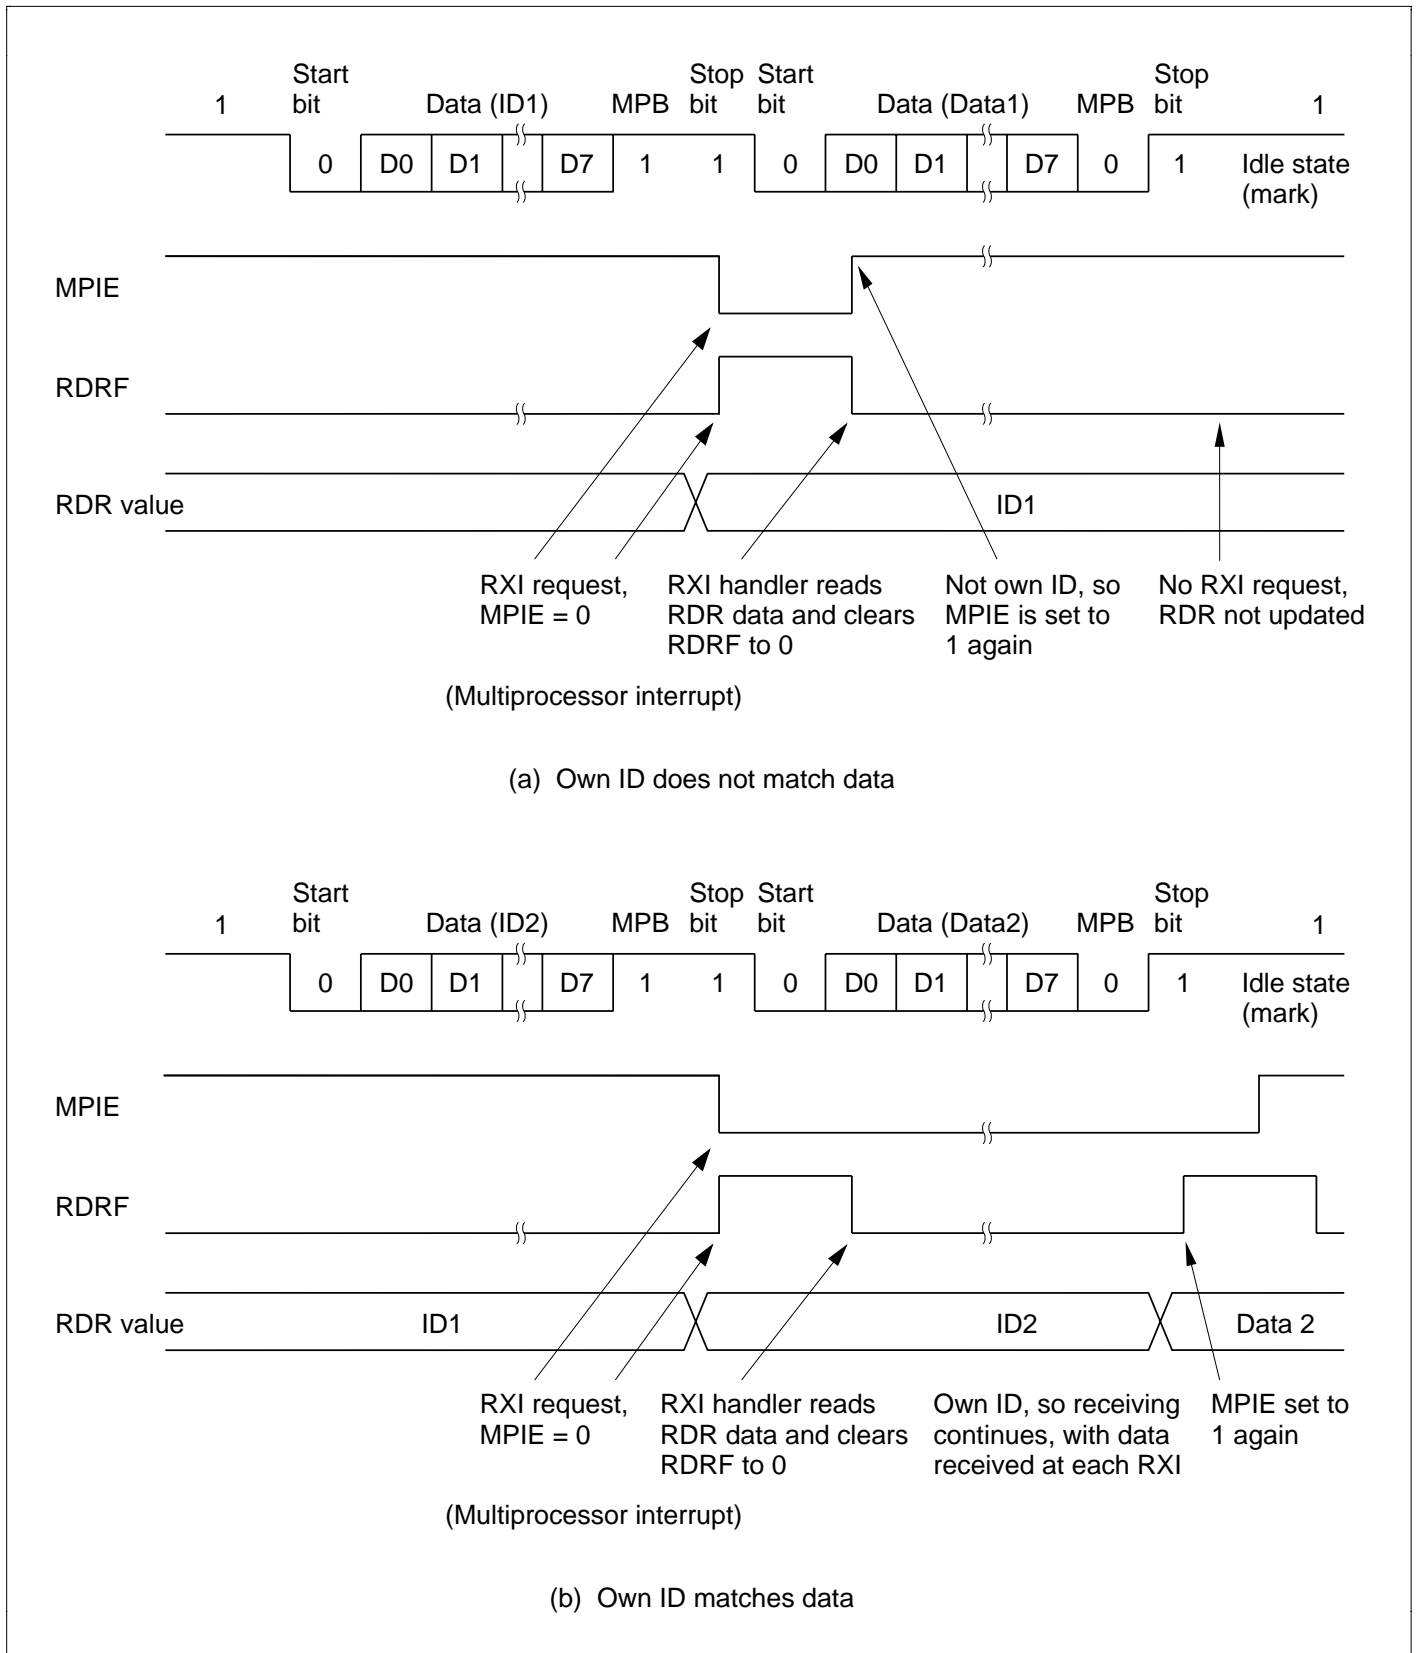 Start Stop Start Stop
1 bit Data (ID1) MPB bit bit Data (Data1) MPB bit 1
0 D0 D1 D7 1 1 0 D0 D1 D7 0 1 Idle state
(mark)
MPIE
RDRF
RDR value ID1
RXI request, RXI handler reads Not own ID, so No RXI request,
MPIE = 0 RDR data and clears MPIE is set to RDR not updated
RDRF to 0 1 again
(Multiprocessor interrupt)
(a) Own ID does not match data
Start Stop Start Stop
1 bit Data (ID2) MPB bit bit Data (Data2) MPB bit 1
0 D0 D1 D7 1 1 0 D0 D1 D7 0 1 Idle state
(mark)
MPIE
RDRF
RDR value ID1 ID2 Data 2
RXI request, RXI handler reads Own ID, so receiving MPIE set to
MPIE = 0 RDR data and clears continues, with data 1 again
RDRF to 0 received at each RXI
(Multiprocessor interrupt)
(b) Own ID matches data